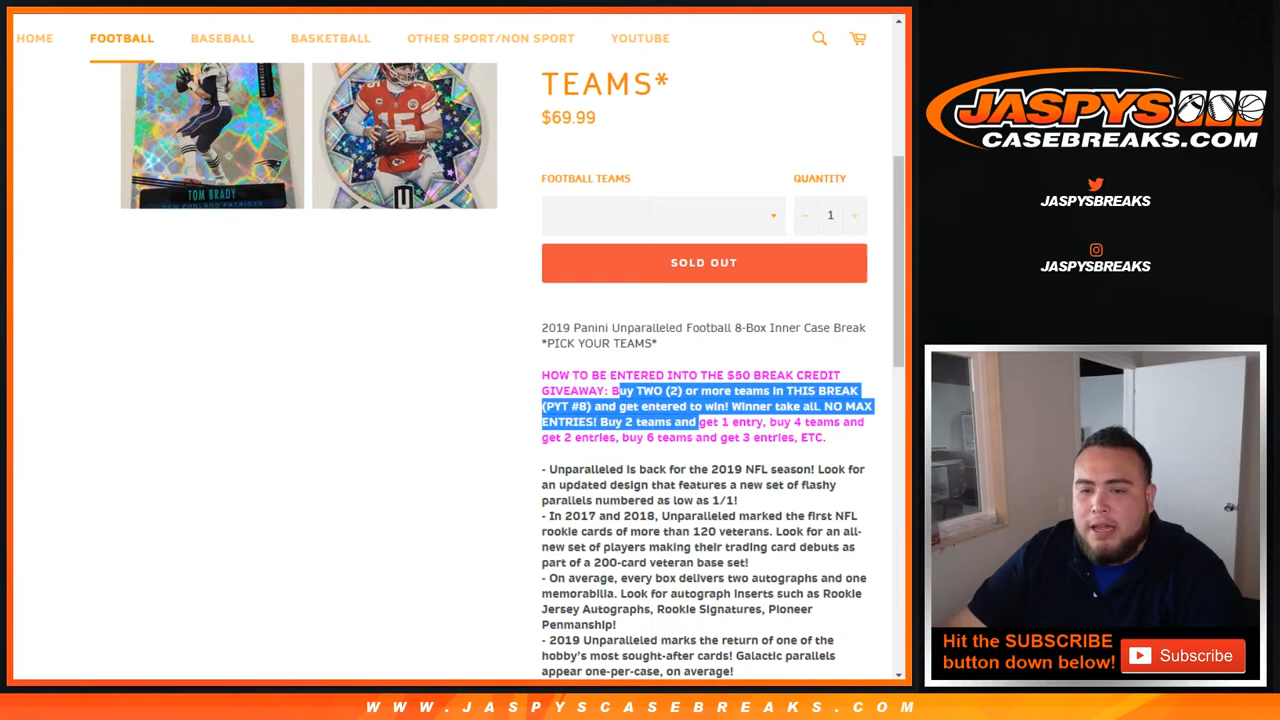 HOME
FOOTBALL
BASEBALL
BASKETBALL
OTHER SPORT/NON SPORT
YOUTUBE
TOM BRADY
NEW ENGLAND PATRIOTS
TEAMS*
$69.99
FOOTBALL TEAMS
QUANTITY
− 1 +
SOLD OUT
2019 Panini Unparalleled Football 8-Box Inner Case Break
*PICK YOUR TEAMS*
HOW TO BE ENTERED INTO THE $50 BREAK CREDIT
GIVEAWAY: Buy TWO (2) or more teams in THIS BREAK
(PYT #8) and get entered to win! Winner take all. NO MAX
ENTRIES! Buy 2 teams and get 1 entry, buy 4 teams and
get 2 entries, buy 6 teams and get 3 entries, ETC.
- Unparalleled is back for the 2019 NFL season! Look for
an updated design that features a new set of flashy
parallels numbered as low as 1/1!
- In 2017 and 2018, Unparalleled marked the first NFL
rookie cards of more than 120 veterans. Look for an all-
new set of players making their trading card debuts as
part of a 200-card veteran base set!
- On average, every box delivers two autographs and one
memorabilia. Look for autograph inserts such as Rookie
Jersey Autographs, Rookie Signatures, Pioneer
Penmanship!
- 2019 Unparalleled marks the return of one of the
hobby's most sought-after cards! Galactic parallels
appear one-per-case, on average!
JASPYS
CASEBREAKS.COM
JASPYSBREAKS
JASPYSBREAKS
Hit the SUBSCRIBE
button down below!
Subscribe
WWW.JASPYSCASEBREAKS.COM